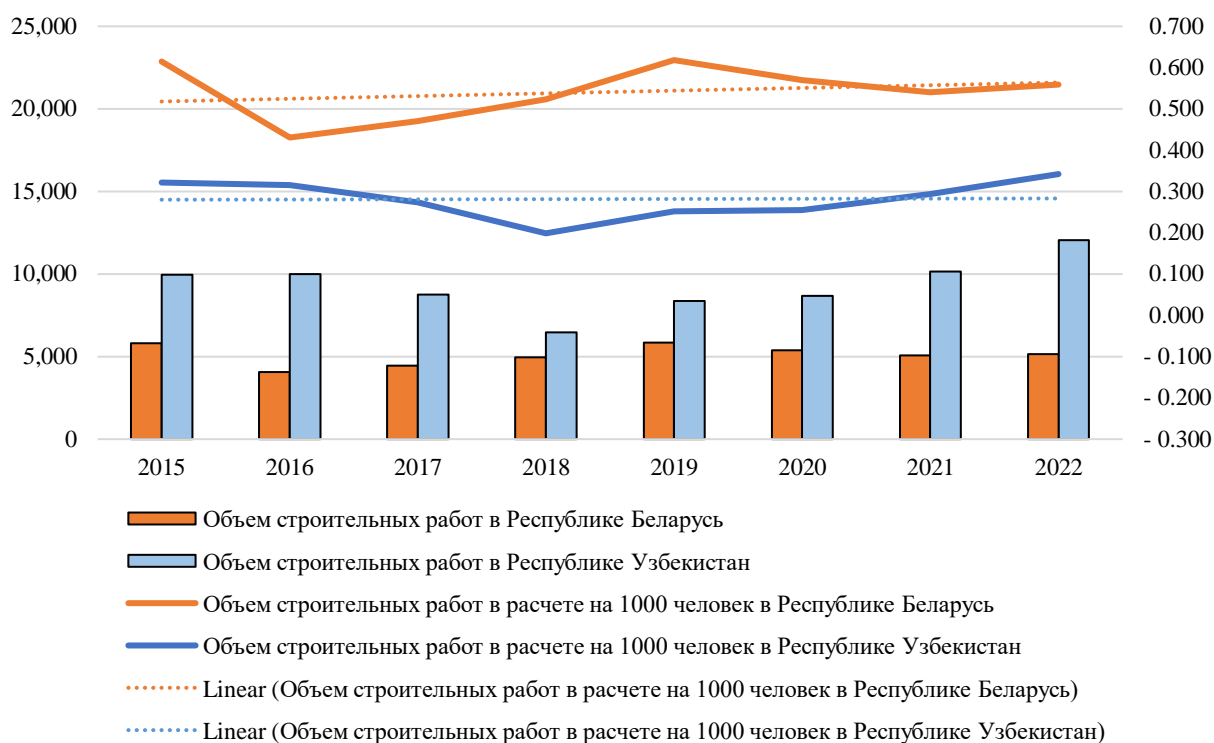 25,000 0.700
0.600
20,000 0.500
0.400
15,000 0.300
0.200
10,000 0.100
0.000
5,000 - 0.100
- 0.200
0 - 0.300
2015 2016 2017 2018 2019 2020 2021 2022
Объем строительных работ в Республике Беларусь
Объем строительных работ в Республике Узбекистан
Объем строительных работ в расчете на 1000 человек в Республике Беларусь
Объем строительных работ в расчете на 1000 человек в Республике Узбекистан
Linear (Объем строительных работ в расчете на 1000 человек в Республике Беларусь)
Linear (Объем строительных работ в расчете на 1000 человек в Республике Узбекистан)